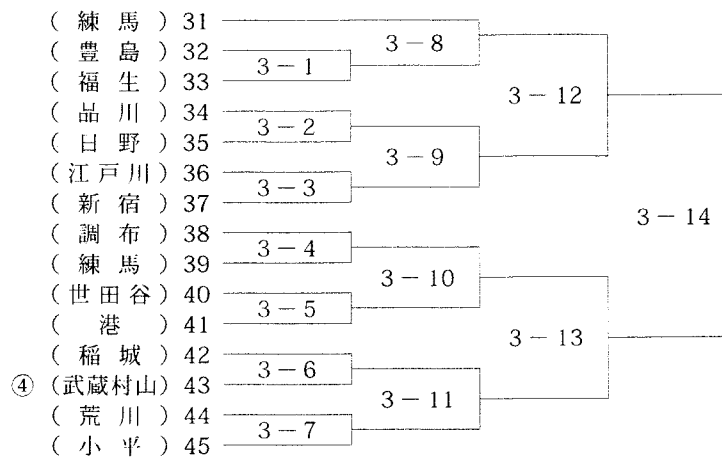 (練馬) 31
3-8
(豊島) 32
3-1
(福生) 33
3-12
(品川) 34
3-2
(日野) 35
3-9
(江戸川) 36
3-3
(新宿) 37
3-14
(調布) 38
3-4
(練馬) 39
3-10
(世田谷) 40
3-5
(港) 41
3-13
(稲城) 42
3-6
④ (武蔵村山) 43
3-11
(荒川) 44
3-7
(小平) 45